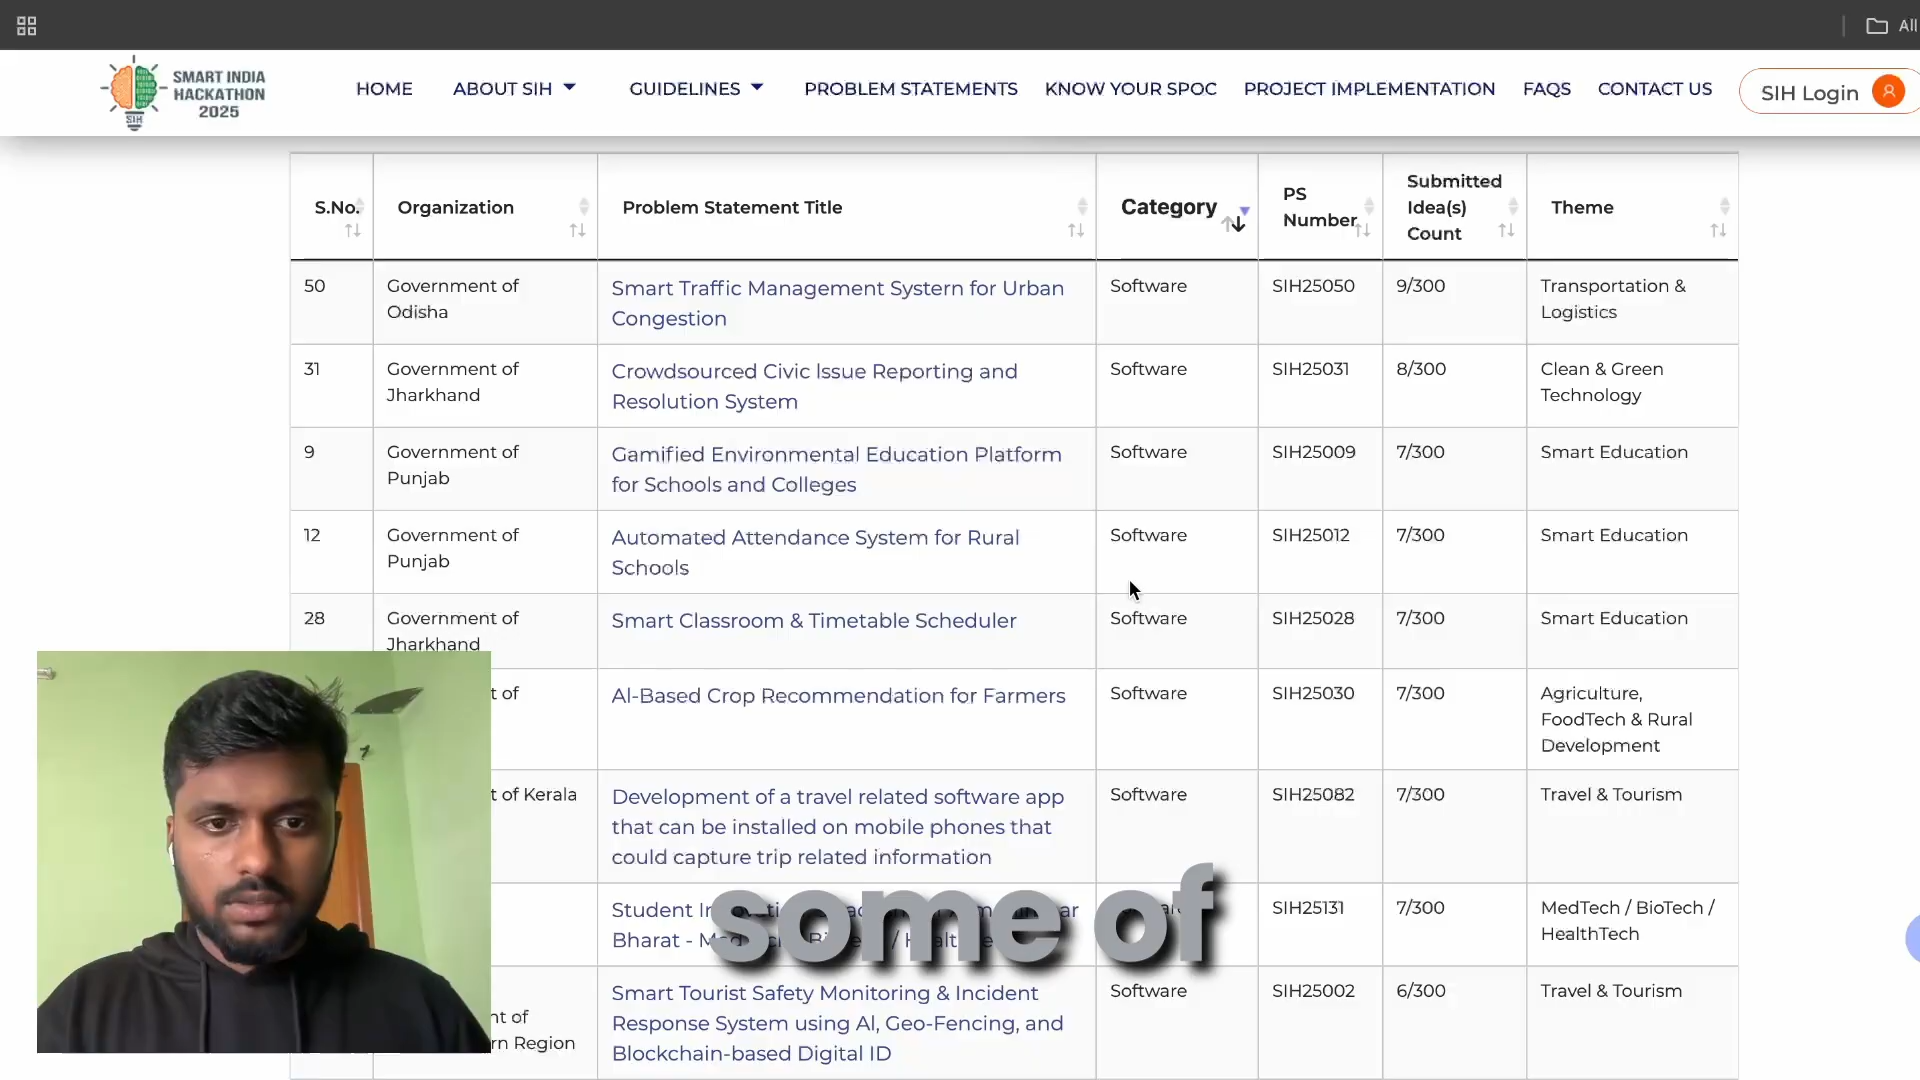 All
SMART INDIA
HACKATHON
2025
SIH
HOME
ABOUT SIH
GUIDELINES
PROBLEM STATEMENTS
KNOW YOUR SPOC
PROJECT IMPLEMENTATION
FAQS
CONTACT US
SIH Login
S.No.
Organization
Problem Statement Title
Category
PS
Number
Submitted
Idea(s)
Count
Theme
50
Government of
Odisha
Smart Traffic Management System for Urban
Congestion
Software
SIH25050
9/300
Transportation &
Logistics
31
Government of
Jharkhand
Crowdsourced Civic Issue Reporting and
Resolution System
Software
SIH25031
8/300
Clean & Green
Technology
9
Government of
Punjab
Gamified Environmental Education Platform
for Schools and Colleges
Software
SIH25009
7/300
Smart Education
12
Government of
Punjab
Automated Attendance System for Rural
Schools
Software
SIH25012
7/300
Smart Education
28
Government of
Jharkhand
Smart Classroom & Timetable Scheduler
Software
SIH25028
7/300
Smart Education
t of
AI-Based Crop Recommendation for Farmers
Software
SIH25030
7/300
Agriculture,
FoodTech & Rural
Development
t of Kerala
Development of a travel related software app
that can be installed on mobile phones that
could capture trip related information
Software
SIH25082
7/300
Travel & Tourism
Student
Bharat -
SIH25131
7/300
MedTech / BioTech /
HealthTech
some of
nt of
rn Region
Smart Tourist Safety Monitoring & Incident
Response System using AI, Geo-Fencing, and
Blockchain-based Digital ID
Software
SIH25002
6/300
Travel & Tourism